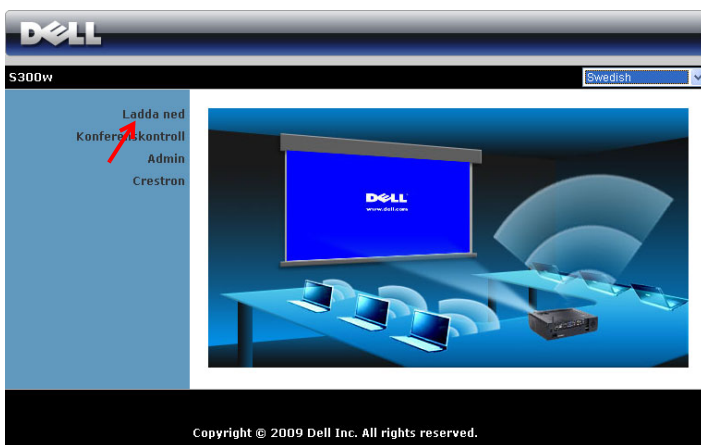 DELL
S300w
Swedish
Ladda ned
Konferenskontroll
Admin
Crestron
DELL
www.dell.com
Copyright © 2009 Dell Inc. All rights reserved.